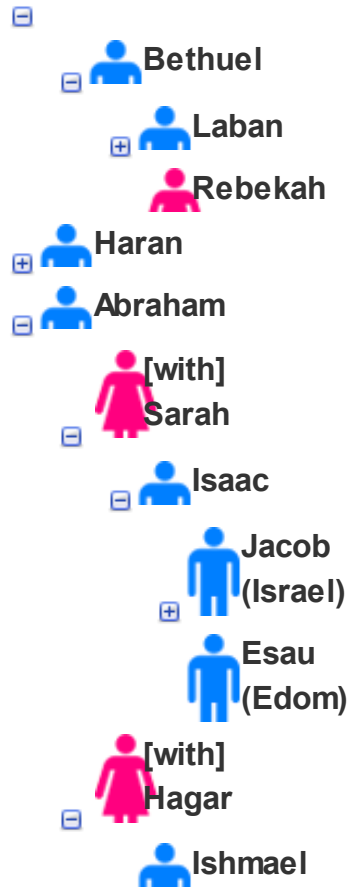 Bethuel
Laban
Rebekah
Haran
Abraham
[with]
Sarah
Isaac
Jacob
(Israel)
Esau
(Edom)
[with]
Hagar
Ishmael